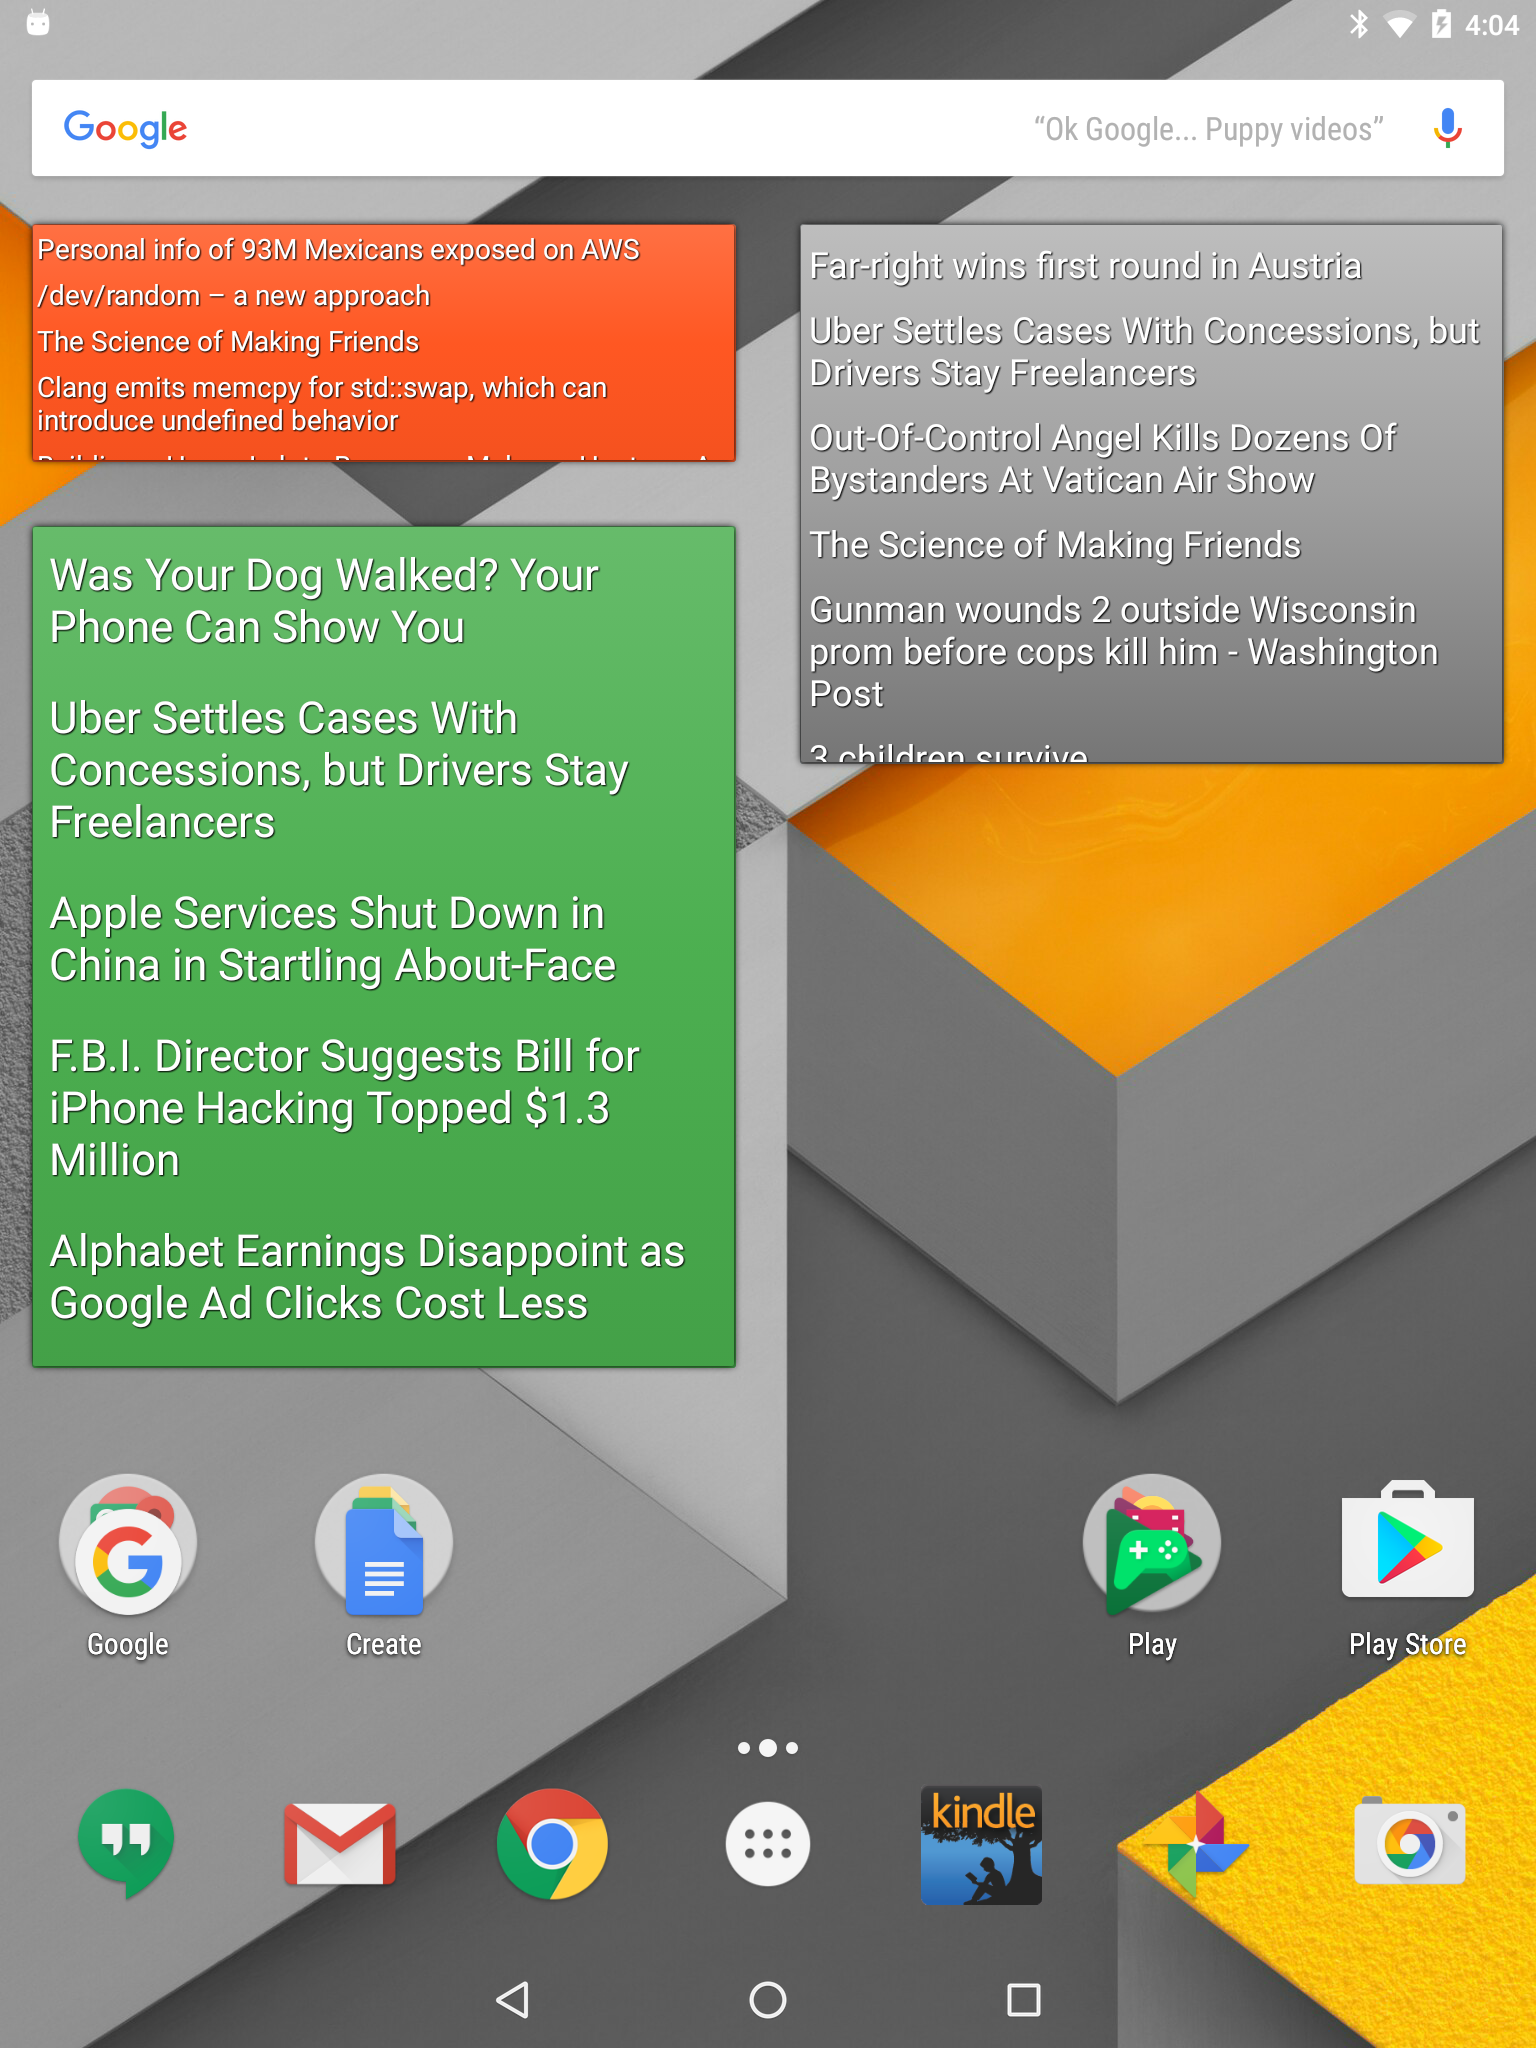 4:04
Google
“Ok Google... Puppy videos”
Personal info of 93M Mexicans exposed on AWS
/dev/random – a new approach
The Science of Making Friends
Clang emits memcpy for std::swap, which can
introduce undefined behavior
Far-right wins first round in Austria
Uber Settles Cases With Concessions, but
Drivers Stay Freelancers
Out-Of-Control Angel Kills Dozens Of
Bystanders At Vatican Air Show
The Science of Making Friends
Gunman wounds 2 outside Wisconsin
prom before cops kill him - Washington
Post
3 children survive
Was Your Dog Walked? Your
Phone Can Show You
Uber Settles Cases With
Concessions, but Drivers Stay
Freelancers
Apple Services Shut Down in
China in Startling About-Face
F.B.I. Director Suggests Bill for
iPhone Hacking Topped $1.3
Million
Alphabet Earnings Disappoint as
Google Ad Clicks Cost Less
Google
Create
Play
Play Store
kindle